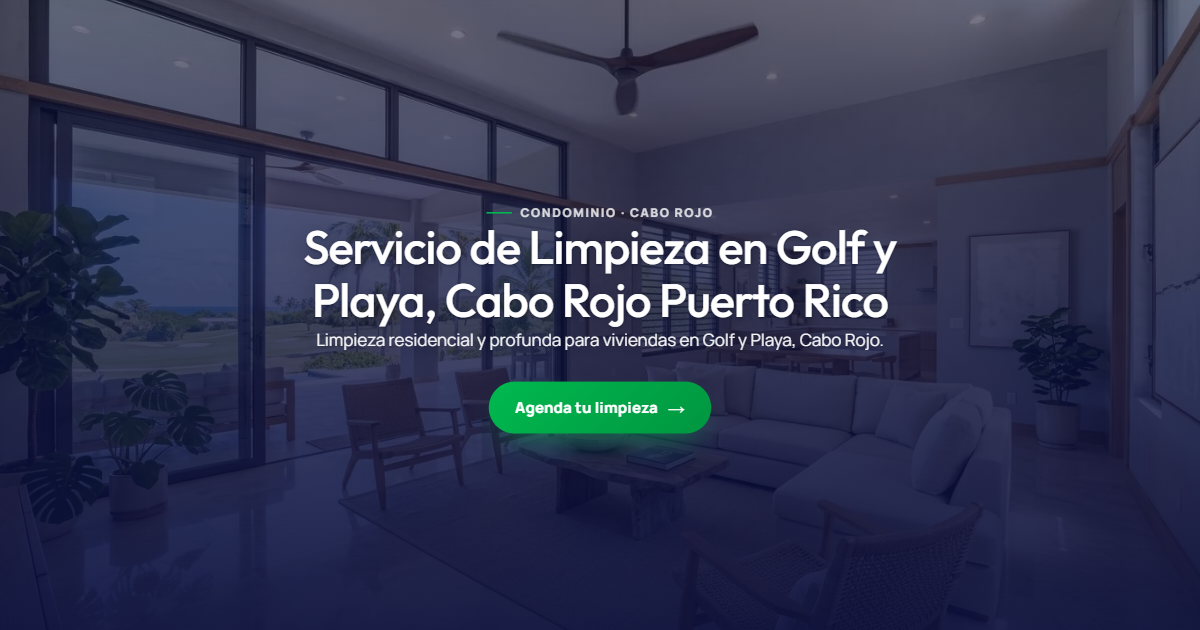 CONDOMINIO · CABO ROJO
Servicio de Limpieza en Golf y
Playa, Cabo Rojo Puerto Rico
Limpieza residencial y profunda para viviendas en Golf y Playa, Cabo Rojo.
Agenda tu limpieza →